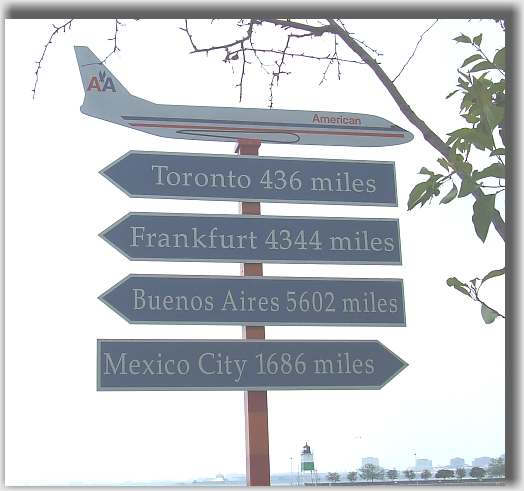 AA
American
Toronto 436 miles
Frankfurt 4344 miles
Buenos Aires 5602 miles
Mexico City 1686 miles